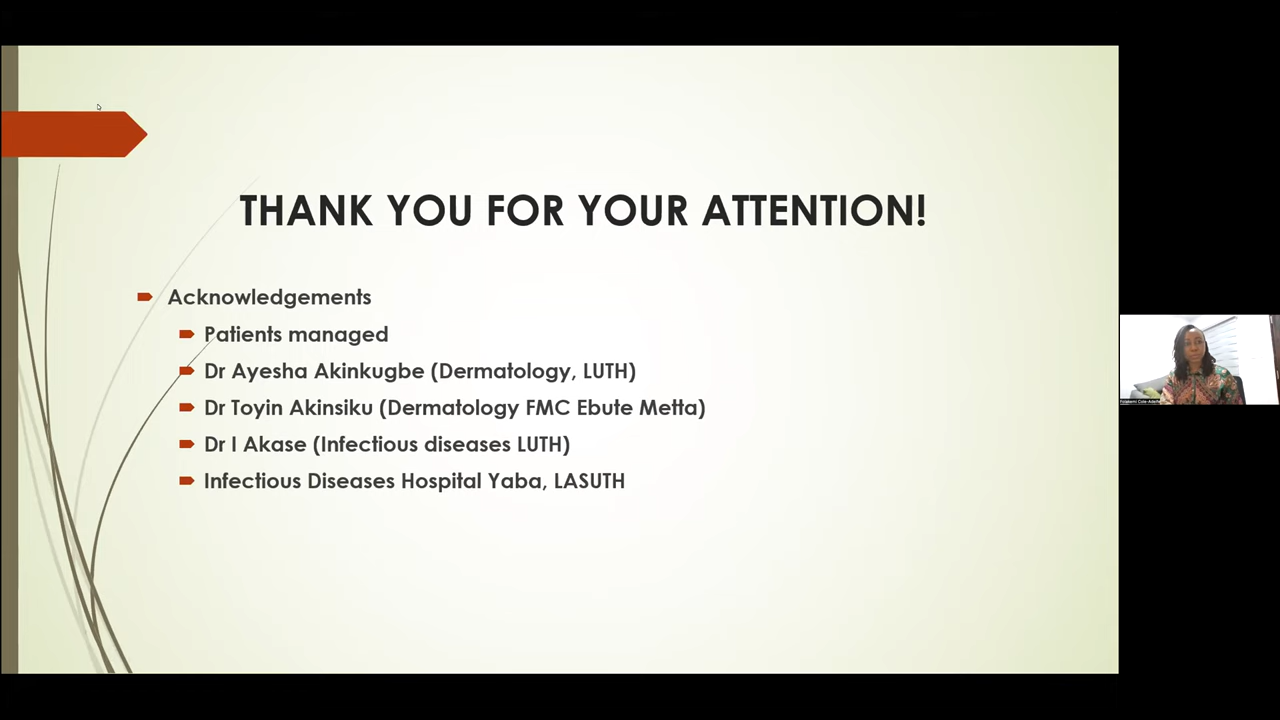 THANK YOU FOR YOUR ATTENTION!
Acknowledgements
Patients managed
Dr Ayesha Akinkugbe (Dermatology, LUTH)
Dr Toyin Akinsiku (Dermatology FMC Ebute Metta)
Dr I Akase (Infectious diseases LUTH)
Infectious Diseases Hospital Yaba, LASUTH